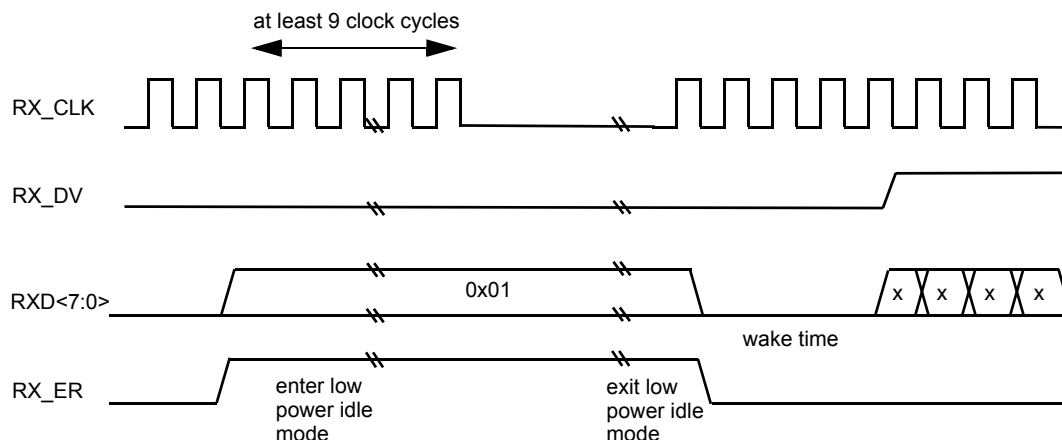 at least 9 clock cycles
RX_CLK
RX_DV
RXD<7:0>
0x01
x x x x
wake time
RX_ER
enter low
power idle
mode
exit low
power idle
mode